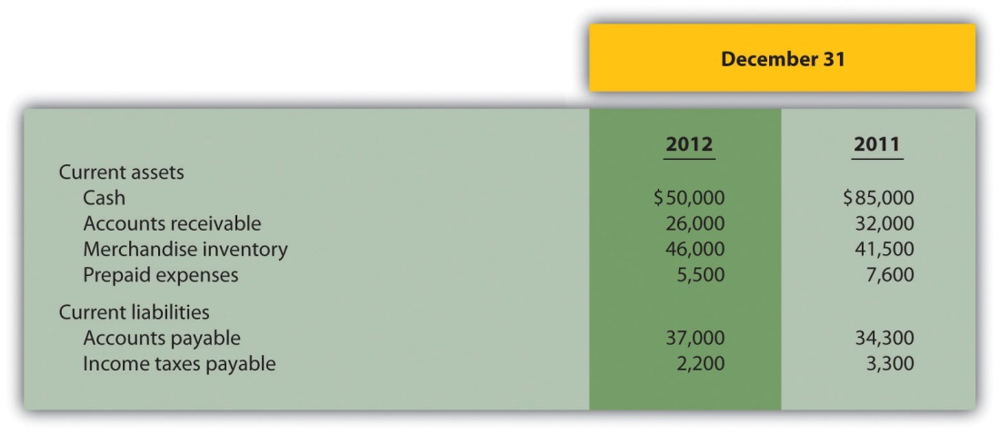 December 31
2012 2011
Current assets
Cash $50,000 $85,000
Accounts receivable 26,000 32,000
Merchandise inventory 46,000 41,500
Prepaid expenses 5,500 7,600
Current liabilities
Accounts payable 37,000 34,300
Income taxes payable 2,200 3,300